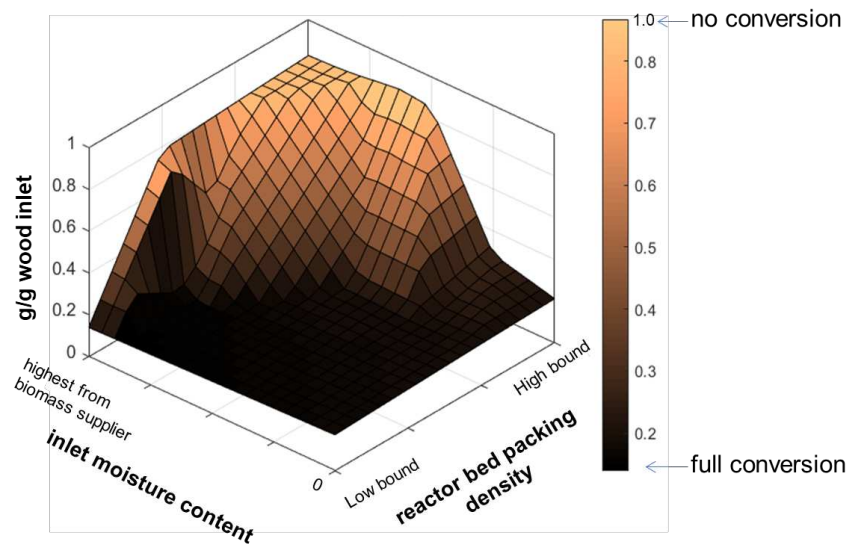 1.0
no conversion
0.8
0.7
0.6
0.5
0.4
0.3
0.2
full conversion
g/g wood inlet
1
0.8
0.6
0.4
0.2
0
highest from
biomass supplier
inlet moisture content
0
Low bound
High bound
reactor bed packing
density